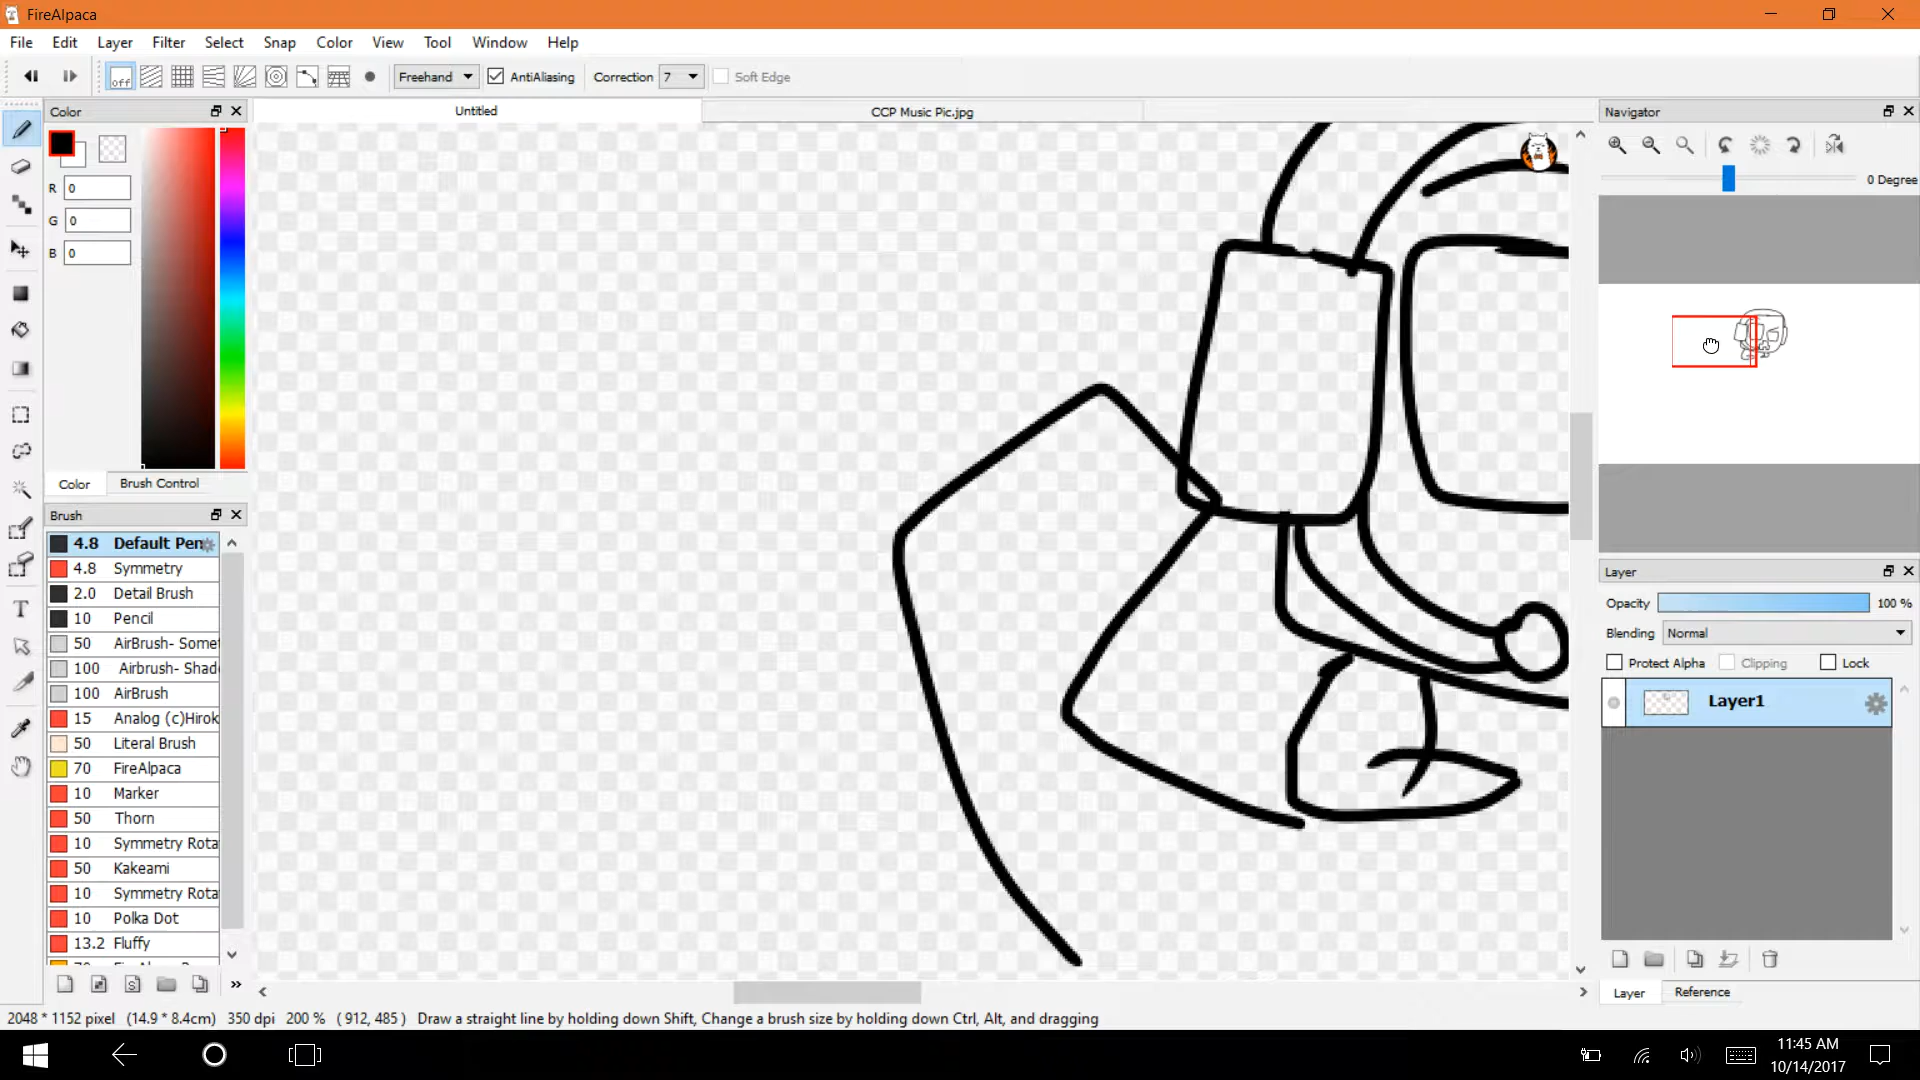 FireAlpaca
File Edit Layer Filter Select Snap Color View Tool Window Help
off Freehand AntiAliasing Correction 7 Soft Edge
Color
Untitled
CCP Music Pic.jpg
Navigator
R 0
G 0
B 0
0 Degree
Color Brush Control
Brush
4.8 Default Pen
4.8 Symmetry
2.0 Detail Brush
10 Pencil
50 AirBrush- Somet
100 Airbrush- Shad
100 AirBrush
15 Analog (c)Hirok
50 Literal Brush
70 FireAlpaca
10 Marker
50 Thorn
10 Symmetry Rota
50 Kakeami
10 Symmetry Rota
10 Polka Dot
13.2 Fluffy
Layer
Opacity 100 %
Blending Normal
Protect Alpha Clipping Lock
Layer1
Layer Reference
2048 * 1152 pixel (14.9 * 8.4cm) 350 dpi 200 % ( 912, 485 ) Draw a straight line by holding down Shift, Change a brush size by holding down Ctrl, Alt, and dragging
11:45 AM
10/14/2017